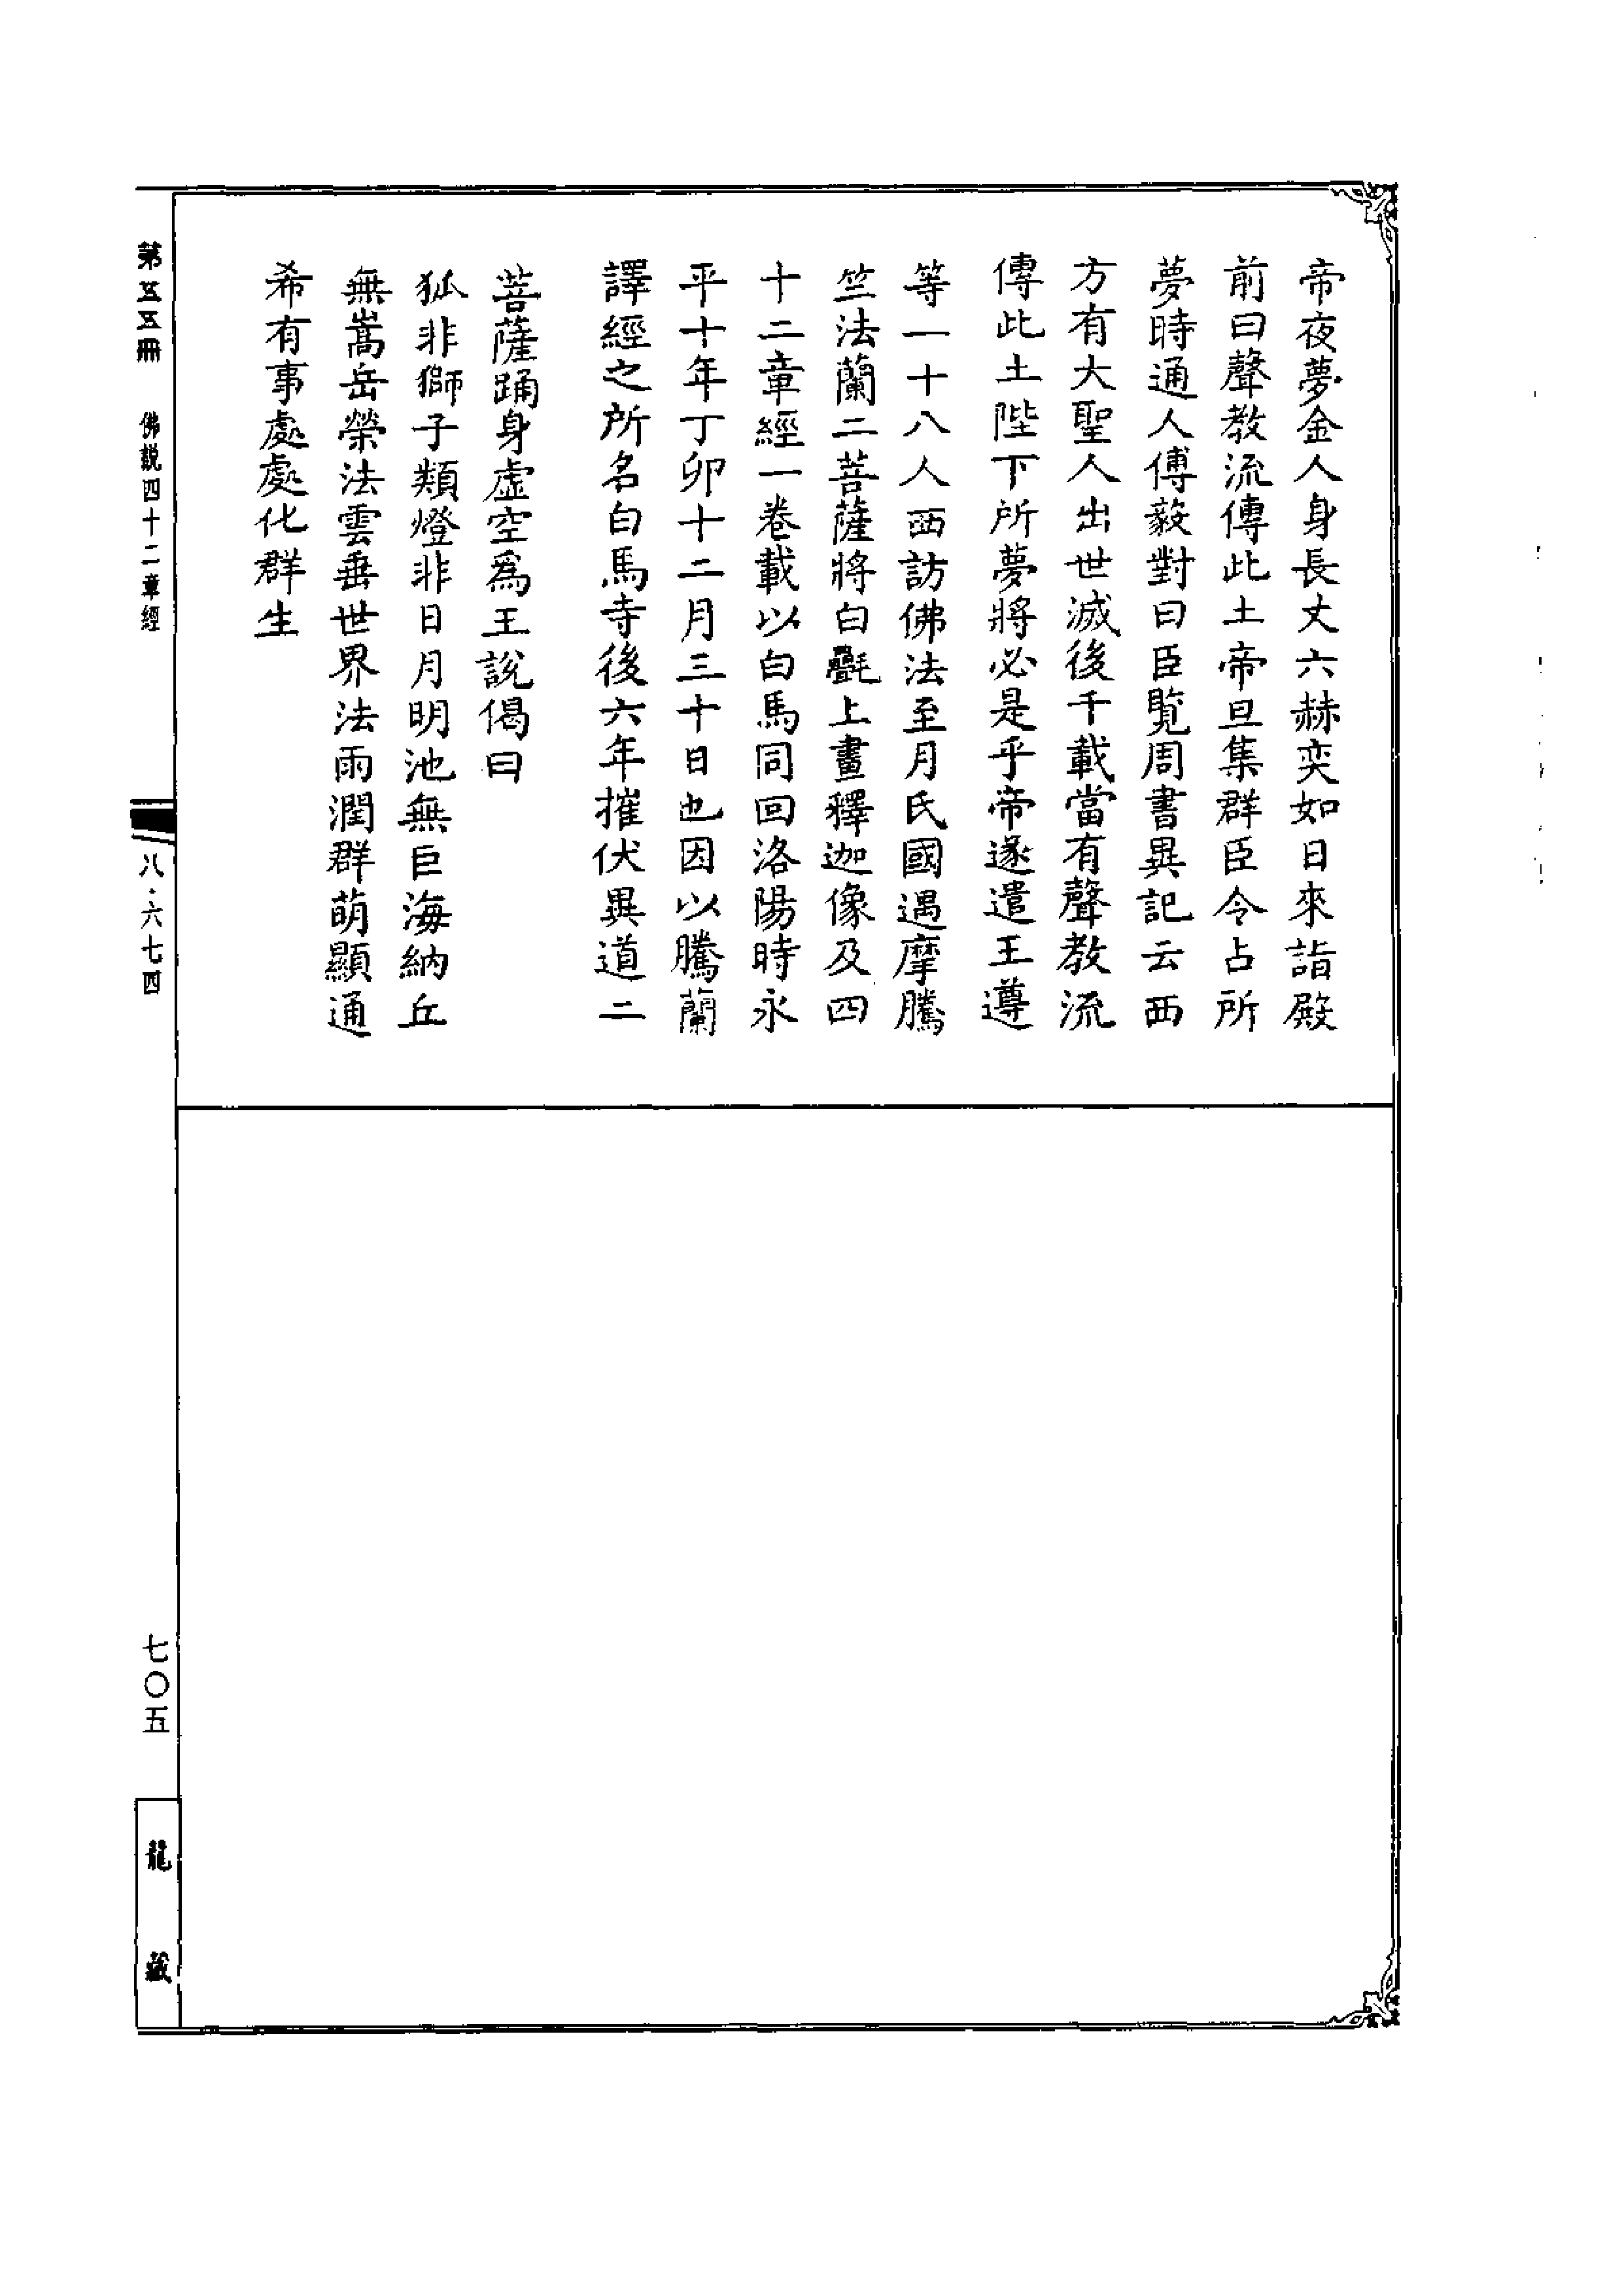 帝夜夢金人身長丈六赫奕如日來詣殿
前曰聲教流傳此土帝旦集群臣令占所
夢時通人傅毅對曰臣覽周書異記云西
方有大聖人出世滅後千載當有聲教流
傳此土陛下所夢將必是乎帝遂遣王遵
等一十八人西訪佛法至月氏國遇摩騰
竺法蘭二菩薩將白㲲上畫釋迦像及四
十二章經一卷載以白馬同回洛陽時永
平十年丁卯十二月三十日也因以騰蘭
譯經之所名白馬寺後六年摧伏異道二
菩薩踊身虛空爲王說偈曰
狐非獅子類燈非日月明池無巨海納丘
無嵩岳榮法雲垂世界法雨潤群萌顯通
希有事處處化群生
第五五冊 佛説四十二章經
八·六七四
七〇五
龍藏